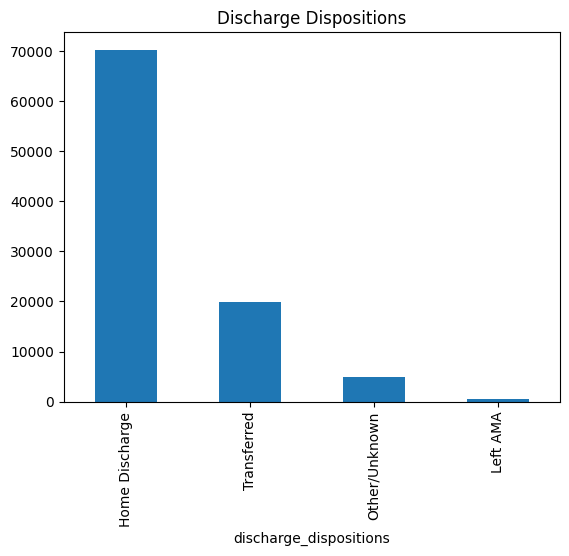 Discharge Dispositions
70000
60000
50000
40000
30000
20000
10000
0
Home Discharge
Transferred
Other/Unknown
Left AMA
discharge_dispositions